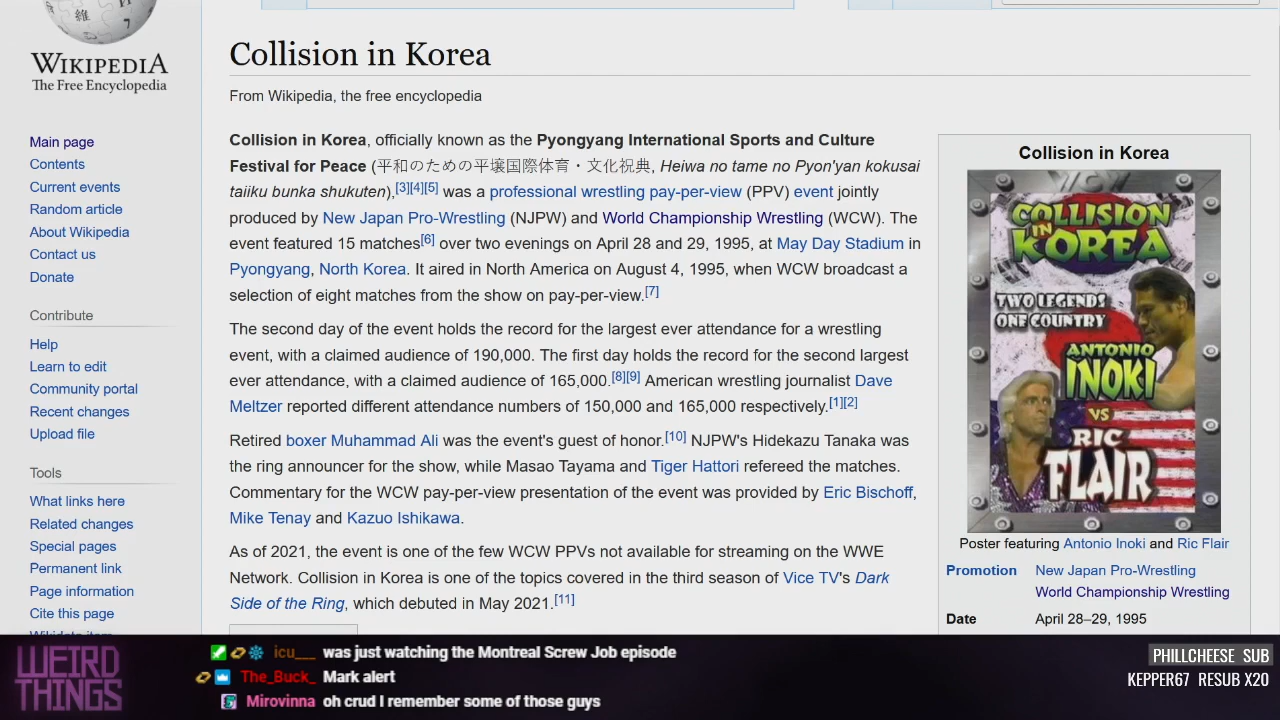 WIKIPEDIA
The Free Encyclopedia
Main page
Contents
Current events
Random article
About Wikipedia
Contact us
Donate
Contribute
Help
Learn to edit
Community portal
Recent changes
Upload file
Tools
What links here
Related changes
Special pages
Permanent link
Page information
Cite this page
Wikidata item
Collision in Korea
From Wikipedia, the free encyclopedia
Collision in Korea, officially known as the Pyongyang International Sports and Culture
Festival for Peace (平和のための平壌国際体育・文化祝典, Heiwa no tame no Pyon'yan kokusai
taiiku bunka shukuten),[3][4][5] was a professional wrestling pay-per-view (PPV) event jointly
produced by New Japan Pro-Wrestling (NJPW) and World Championship Wrestling (WCW). The
event featured 15 matches[6] over two evenings on April 28 and 29, 1995, at May Day Stadium in
Pyongyang, North Korea. It aired in North America on August 4, 1995, when WCW broadcast a
selection of eight matches from the show on pay-per-view.[7]
The second day of the event holds the record for the largest ever attendance for a wrestling
event, with a claimed audience of 190,000. The first day holds the record for the second largest
ever attendance, with a claimed audience of 165,000.[8][9] American wrestling journalist Dave
Meltzer reported different attendance numbers of 150,000 and 165,000 respectively.[1][2]
Retired boxer Muhammad Ali was the event's guest of honor.[10] NJPW's Hidekazu Tanaka was
the ring announcer for the show, while Masao Tayama and Tiger Hattori refereed the matches.
Commentary for the WCW pay-per-view presentation of the event was provided by Eric Bischoff,
Mike Tenay and Kazuo Ishikawa.
As of 2021, the event is one of the few WCW PPVs not available for streaming on the WWE
Network. Collision in Korea is one of the topics covered in the third season of Vice TV's Dark
Side of the Ring, which debuted in May 2021.[11]
Collision in Korea
WCW
COLLISION
IN
KOREA
TWO LEGENDS
ONE COUNTRY
ANTONIO
INOKI
VS
RIC
FLAIR
Poster featuring Antonio Inoki and Ric Flair
Promotion New Japan Pro-Wrestling
World Championship Wrestling
Date April 28–29, 1995
WEIRD
THINGS
icu___ was just watching the Montreal Screw Job episode
The_Buck_ Mark alert
Mirovinna oh crud I remember some of those guys
PHILLCHEESE SUB
KEPPER67 RESUB X20